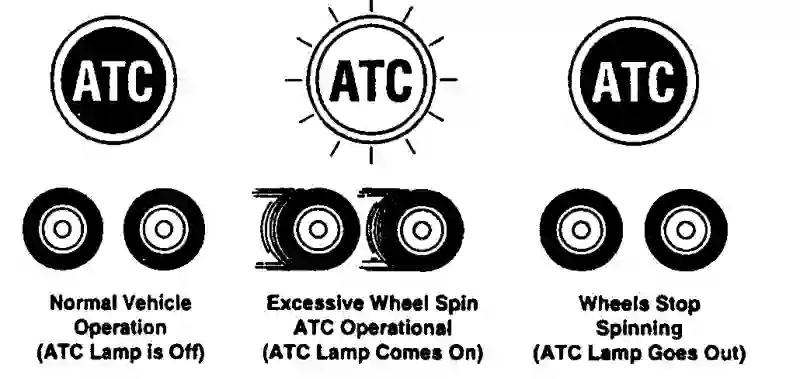 ATC
ATC
ATC
Normal Vehicle
Operation
(ATC Lamp is Off)
Excessive Wheel Spin
ATC Operational
(ATC Lamp Comes On)
Wheels Stop
Spinning
(ATC Lamp Goes Out)